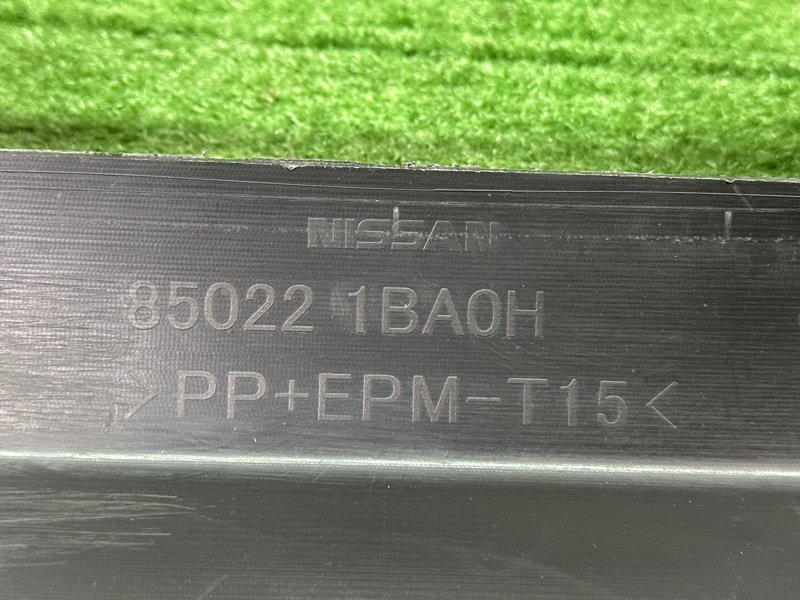 NISSAN
85022 1BA0H
>PP+EPM-T15<